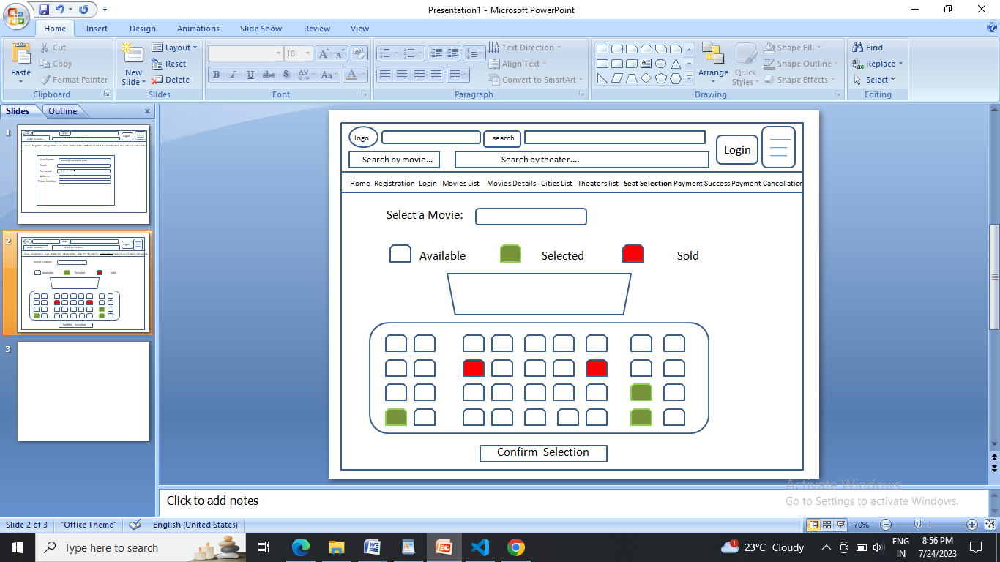 Presentation1 - Microsoft PowerPoint
Home Insert Design Animations Slide Show Review View
Cut
Copy
Format Painter
Paste
Clipboard
New Slide
Layout
Reset
Delete
Slides
18
B I U abc S AV Aa A
Font
Text Direction
Align Text
Convert to SmartArt
Paragraph
Arrange
Quick Styles
Shape Fill
Shape Outline
Shape Effects
Drawing
Find
Replace
Select
Editing
Slides Outline x
1
2
3
logo search Login
Search by movie... Search by theater....
Home Registration Login Movies List Movies Details Cities List Theaters list Seat Selection Payment Success Payment Cancellation
Select a Movie:
Available Selected Sold
Confirm Selection
Click to add notes
Activate Windows
Go to Settings to activate Windows.
Slide 2 of 3 "Office Theme" English (United States) 70%
Type here to search
1 23°C Cloudy
ENG IN
8:56 PM
7/24/2023